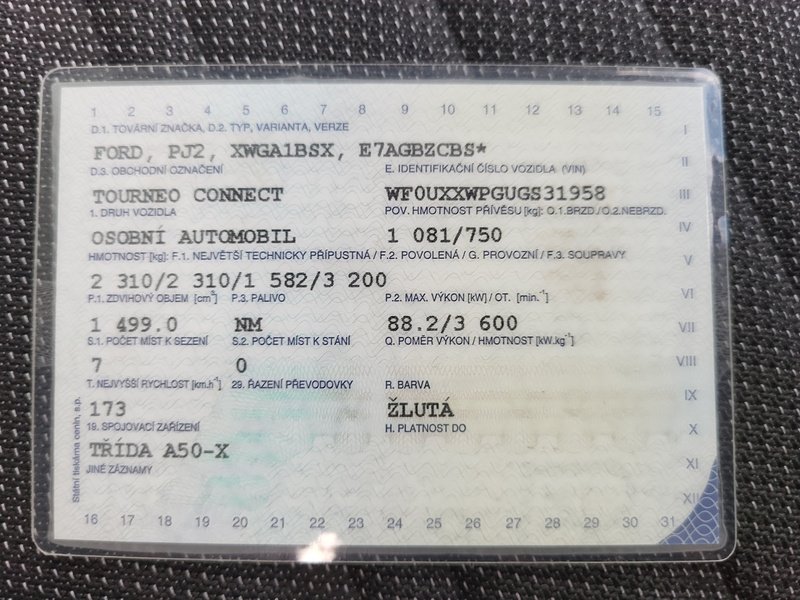 1 2 3 4 5 6 7 8 9 10 11 12 13 14 15
D.1. TOVÁRNÍ ZNAČKA, D.2. TYP, VARIANTA, VERZE I
FORD, PJ2, XWGA1BSX, E7AGBZCBS*
D.3. OBCHODNÍ OZNAČENÍ E. IDENTIFIKAČNÍ ČÍSLO VOZIDLA (VIN) II
TOURNEO CONNECT WF0UXXWPGUGS31958 III
1. DRUH VOZIDLA POV. HMOTNOST PŘÍVĚSU [kg]: O.1.BRZD./O.2.NEBRZD.
OSOBNÍ AUTOMOBIL 1 081/750 IV
HMOTNOST [kg]: F.1. NEJVĚTŠÍ TECHNICKY PŘÍPUSTNÁ / F.2. POVOLENÁ / G. PROVOZNÍ / F.3. SOUPRAVY V
2 310/2 310/1 582/3 200
P.1. ZDVIHOVÝ OBJEM [cm³] P.3. PALIVO P.2. MAX. VÝKON [kW] / OT. [min.⁻¹] VI
1 499.0 NM 88.2/3 600 VII
S.1. POČET MÍST K SEZENÍ S.2. POČET MÍST K STÁNÍ Q. POMĚR VÝKON / HMOTNOST [kW.kg⁻¹]
7 0 VIII
T. NEJVYŠŠÍ RYCHLOST [km.h⁻¹] 29. ŘAZENÍ PŘEVODOVKY R. BARVA
173 ŽLUTÁ IX
19. SPOJOVACÍ ZAŘÍZENÍ H. PLATNOST DO X
TŘÍDA A50-X
JINÉ ZÁZNAMY XI
XII
16 17 18 19 20 21 22 23 24 25 26 27 28 29 30 31
Státní tiskárna cenin, s.p.